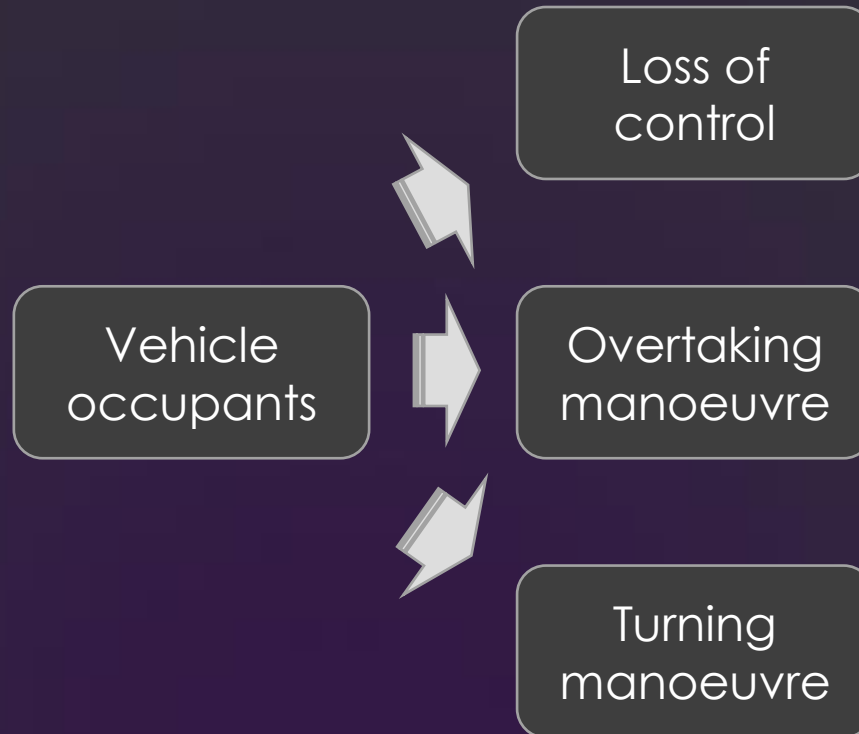 Loss of
control
Vehicle
occupants
Overtaking
manoeuvre
Turning
manoeuvre